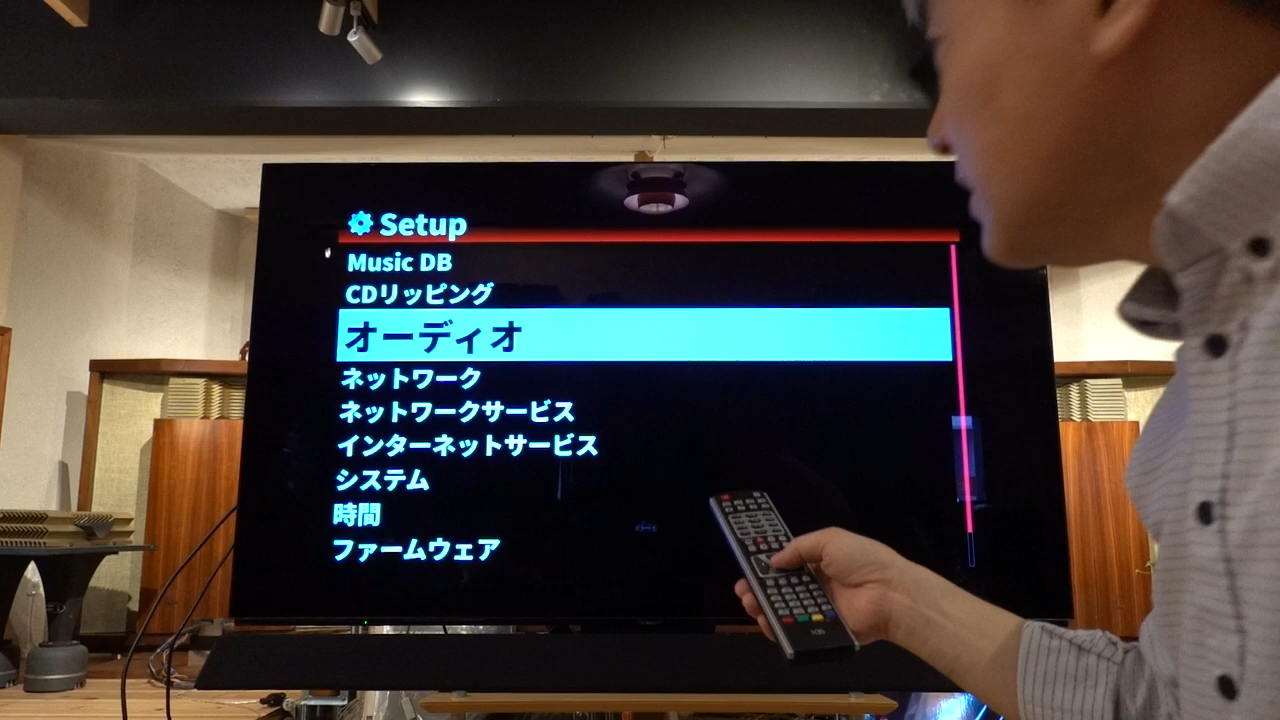 Setup
Music DB
CDリッピング
オーディオ
ネットワーク
ネットワークサービス
インターネットサービス
システム
時間
ファームウェア